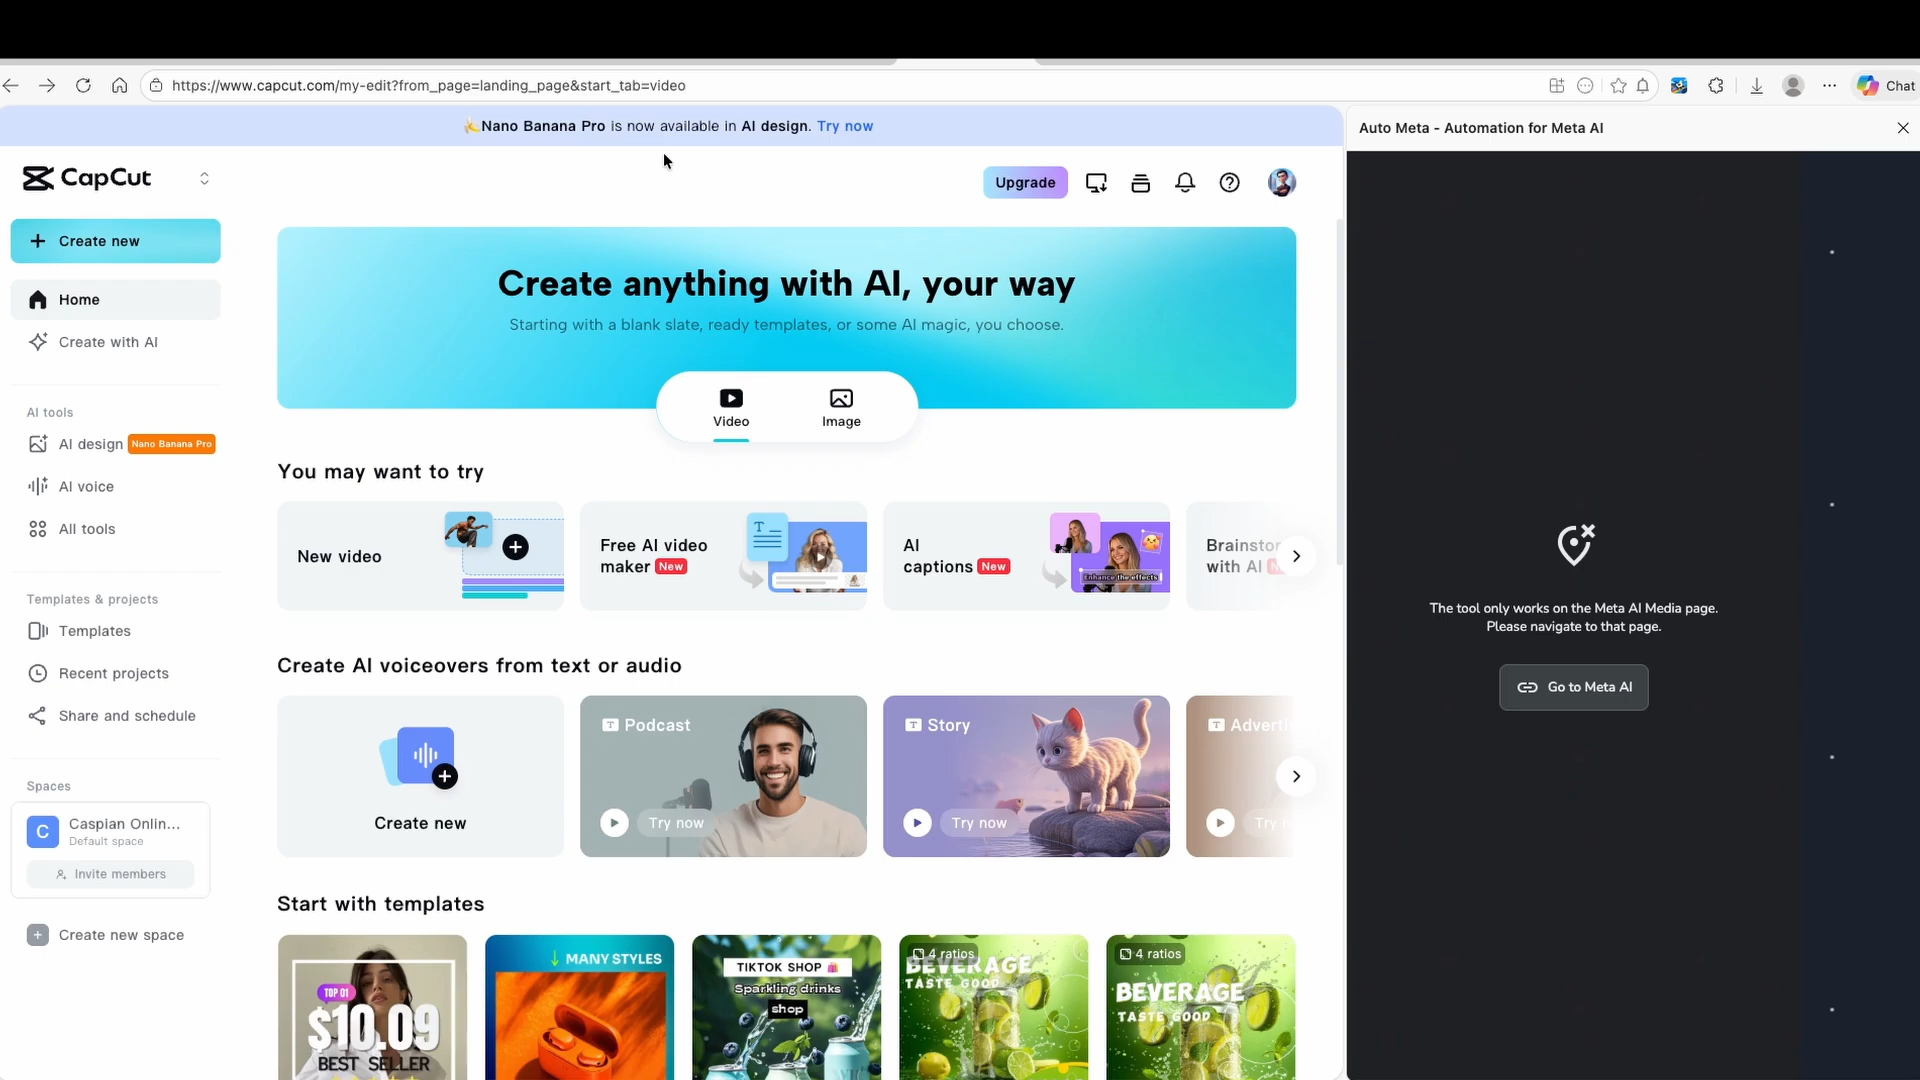 https://www.capcut.com/my-edit?from_page=landing_page&start_tab=video
Chat
🍌Nano Banana Pro is now available in AI design. Try now
Auto Meta - Automation for Meta AI
CapCut
Upgrade
Create new
Home
Create with AI
AI tools
AI design Nano Banana Pro
AI voice
All tools
Templates & projects
Templates
Recent projects
Share and schedule
Spaces
C
Caspian Onlin...
Default space
Invite members
Create new space
Create anything with AI, your way
Starting with a blank slate, ready templates, or some AI magic, you choose.
Video
Image
You may want to try
New video
Free AI video
maker New
AI
captions New
Enhance the effects
Brainstor
with AI
Create AI voiceovers from text or audio
Create new
Podcast
Try now
Story
Try now
Adverti
Try n
Start with templates
TOP 01
$10.09
BEST SELLER
MANY STYLES
TIKTOK SHOP
Sparkling drinks
shop
4 ratios
BEVERAGE
TASTE GOOD
4 ratios
BEVERAGE
TASTE GOOD
The tool only works on the Meta AI Media page.
Please navigate to that page.
Go to Meta AI